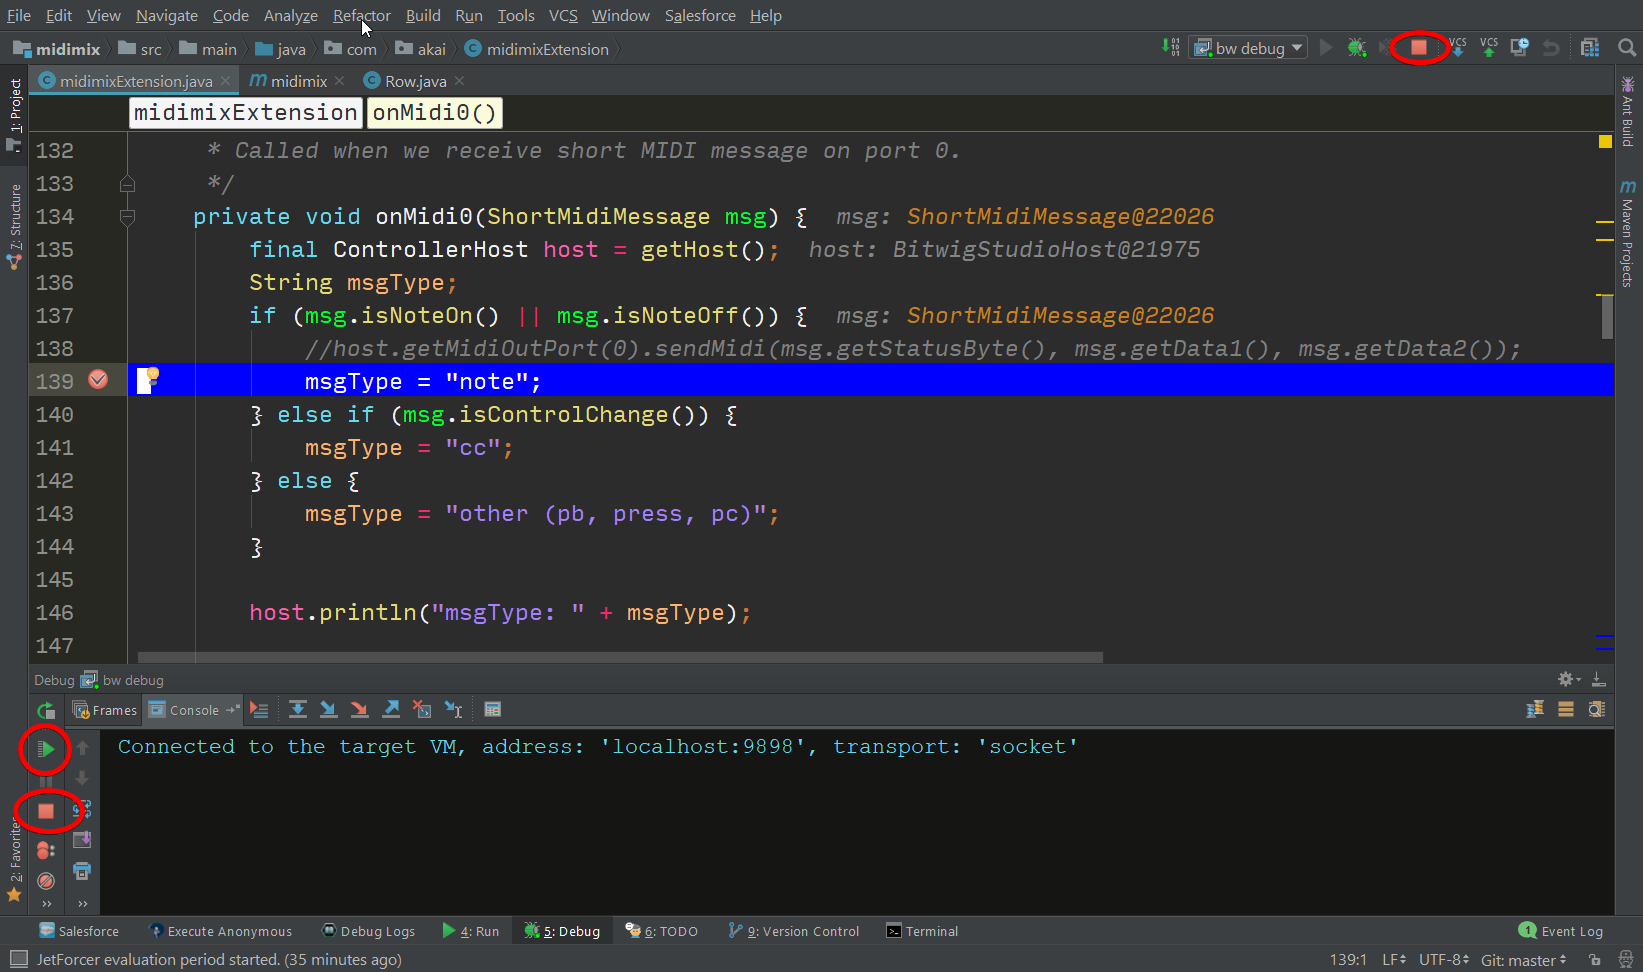 File Edit View Navigate Code Analyze Refactor Build Run Tools VCS Window Salesforce Help
midimix src main java com akai midimixExtension
bw debug VCS VCS
midimixExtension.java midimix Row.java
midimixExtension onMidi0()
1: Project
7: Structure
2: Favorites
Ant Build
Maven Projects
132 * Called when we receive short MIDI message on port 0.
133 */
134 private void onMidi0(ShortMidiMessage msg) { msg: ShortMidiMessage@22026
135 final ControllerHost host = getHost(); host: BitwigStudioHost@21975
136 String msgType;
137 if (msg.isNoteOn() || msg.isNoteOff()) { msg: ShortMidiMessage@22026
138 //host.getMidiOutPort(0).sendMidi(msg.getStatusByte(), msg.getData1(), msg.getData2());
139 msgType = "note";
140 } else if (msg.isControlChange()) {
141 msgType = "cc";
142 } else {
143 msgType = "other (pb, press, pc)";
144 }
145
146 host.println("msgType: " + msgType);
147
Debug bw debug
Frames Console
Connected to the target VM, address: 'localhost:9898', transport: 'socket'
Salesforce Execute Anonymous Debug Logs 4: Run 5: Debug 6: TODO 9: Version Control Terminal 1 Event Log
JetForcer evaluation period started. (35 minutes ago) 139:1 LF UTF-8 Git: master